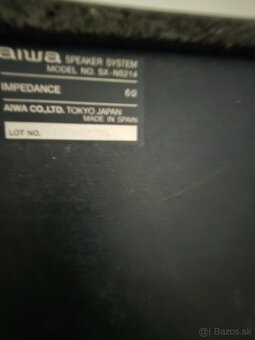 aiwa SPEAKER SYSTEM
MODEL NO. SX-NS214
IMPEDANCE 6Ω
AIWA CO.,LTD. TOKYO JAPAN
MADE IN SPAIN
LOT NO.
Bazos.sk